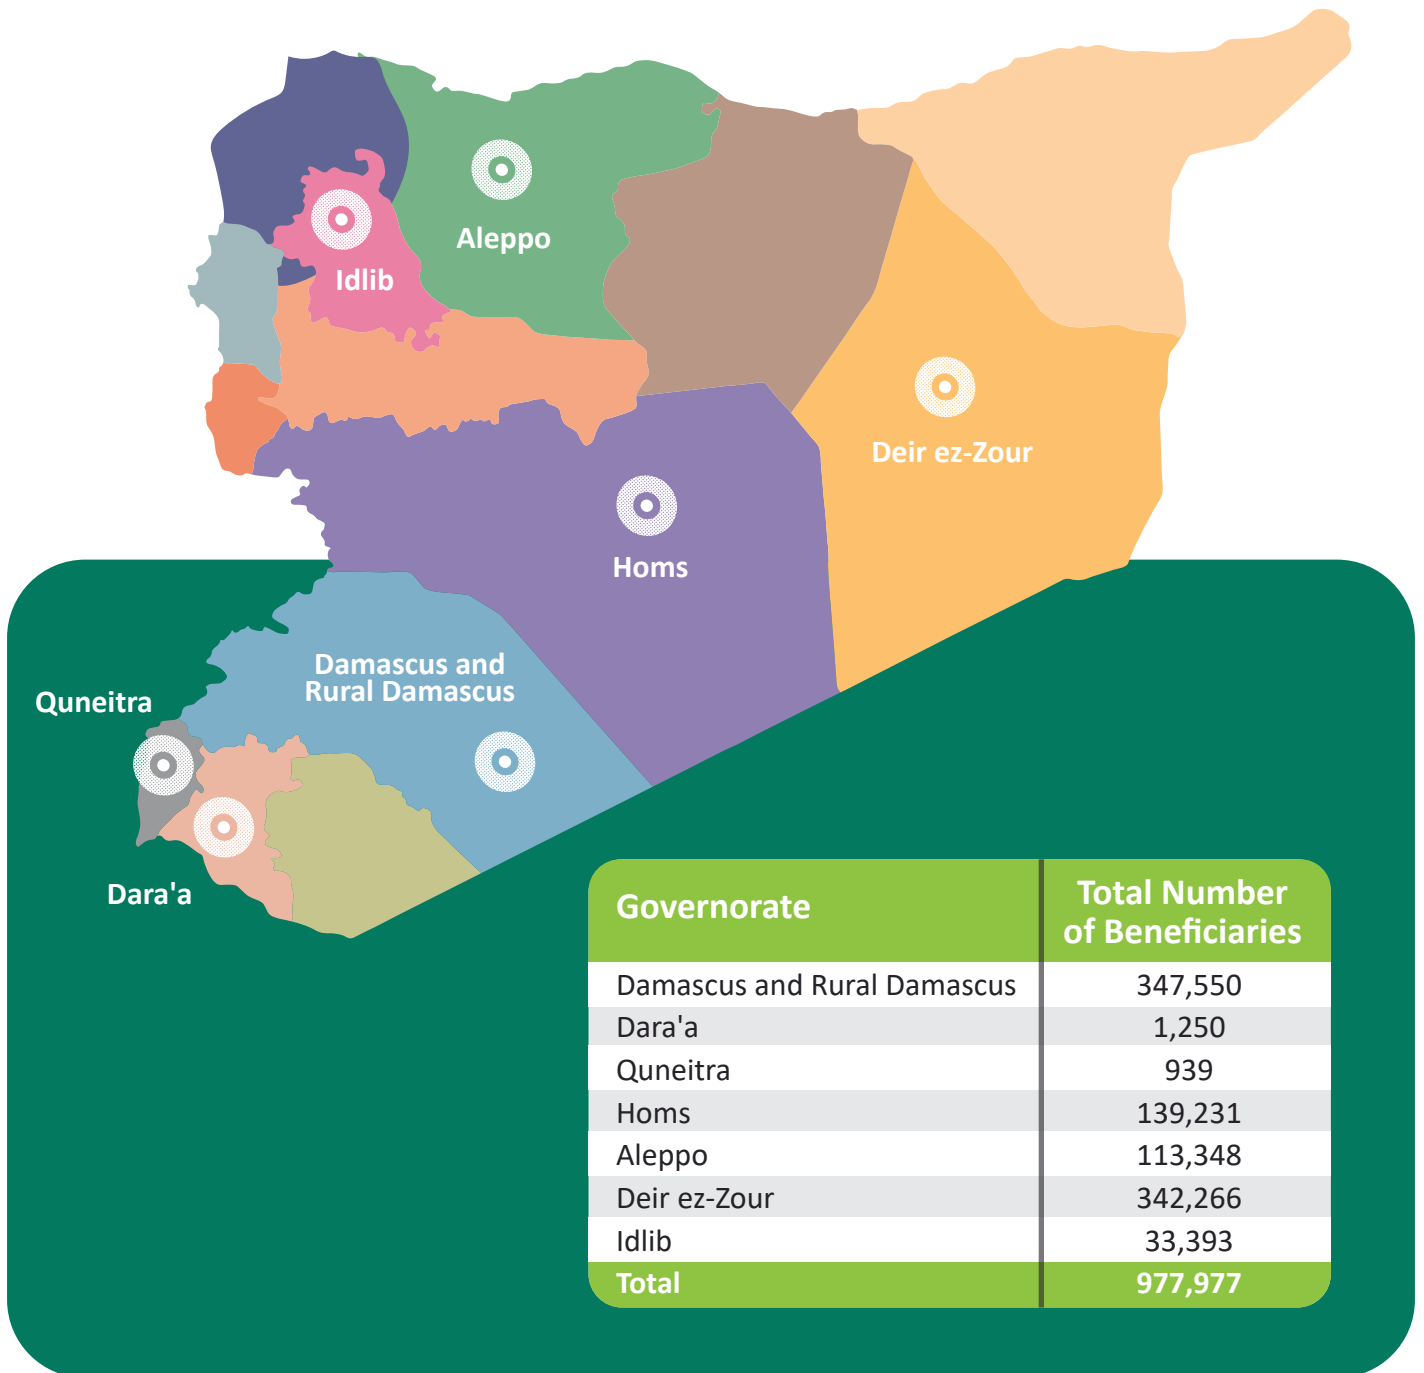 Aleppo
Idlib
Deir ez-Zour
Homs
Damascus and
Rural Damascus
Quneitra
Dara'a
Governorate Total Number
of Beneficiaries
Damascus and Rural Damascus 347,550
Dara'a 1,250
Quneitra 939
Homs 139,231
Aleppo 113,348
Deir ez-Zour 342,266
Idlib 33,393
Total 977,977